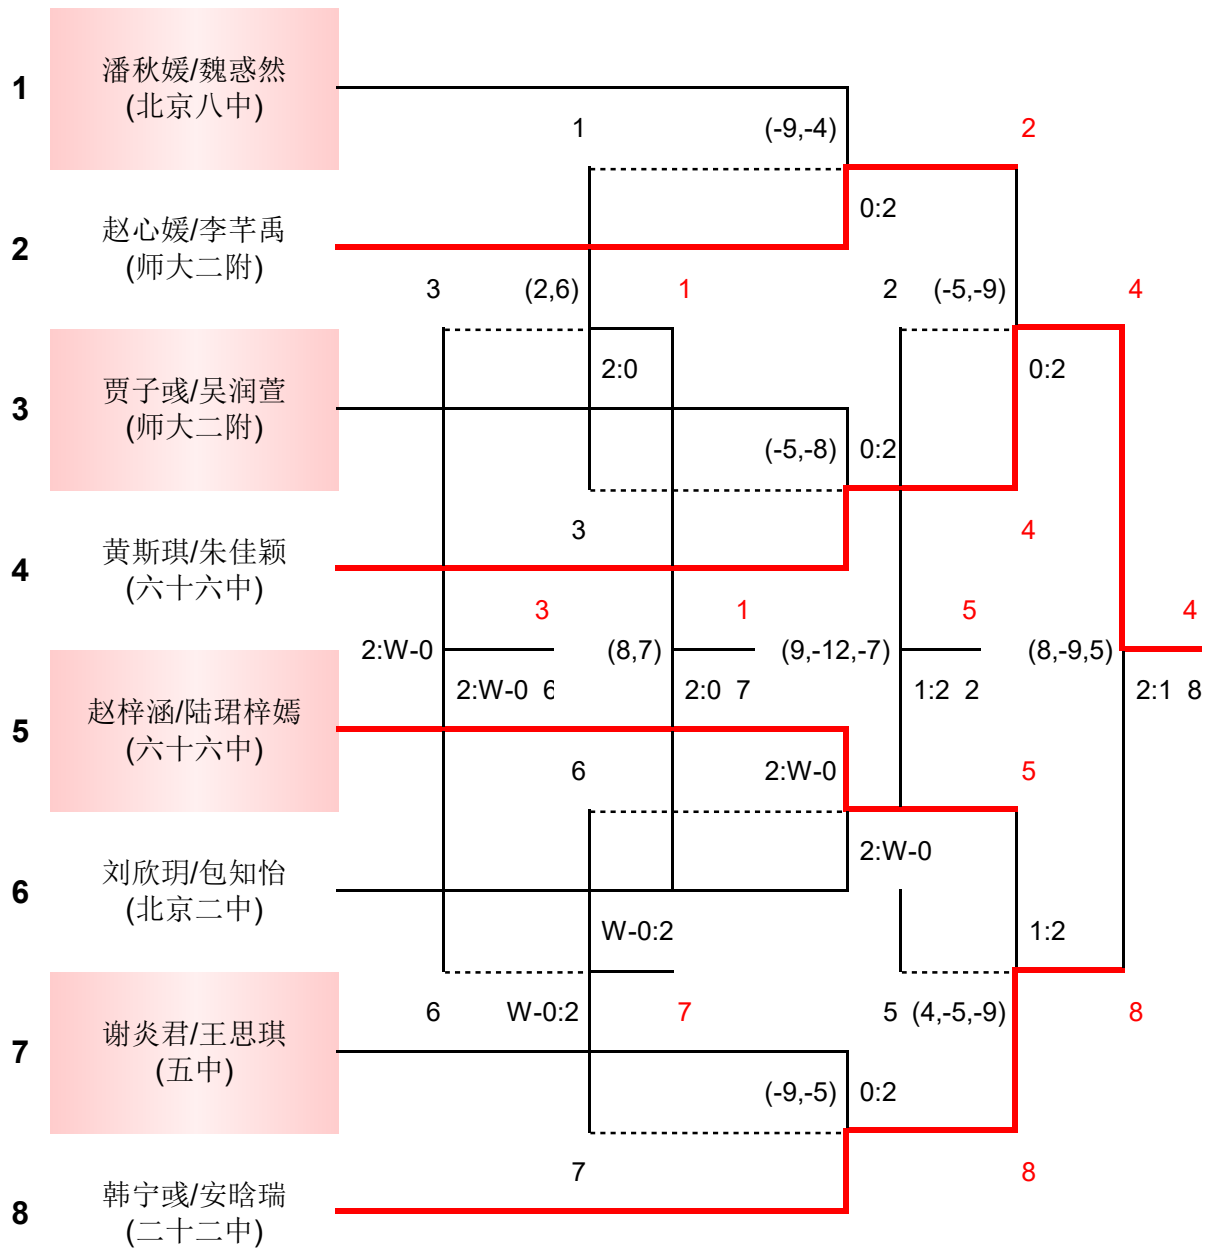 潘秋媛/魏惑然
1
(北京八中)
1
(-9,-4)
2
赵心媛/李芊禹
0:2
2
(师大二附)
3
(2,6)
1
2
(-5,-9)
4
2:0
0:2
贾子彧/吴润萱
3
(师大二附)
(-5,-8)
0:2
3
4
黄斯琪/朱佳颖
4
(六十六中)
3
1
5
4
2:W-0
(8,7)
(9,-12,-7)
(8,-9,5)
2:W-0 6
2:0 7
1:2 2
2:1 8
赵梓涵/陆珺梓嫣
5
(六十六中)
6
2:W-0
5
2:W-0
刘欣玥/包知怡
6
(北京二中)
W-0:2
1:2
6
W-0:2
7
5
(4,-5,-9)
8
谢炎君/王思琪
7
(五中)
(-9,-5)
0:2
7
8
韩宁彧/安晗瑞
8
(二十二中)